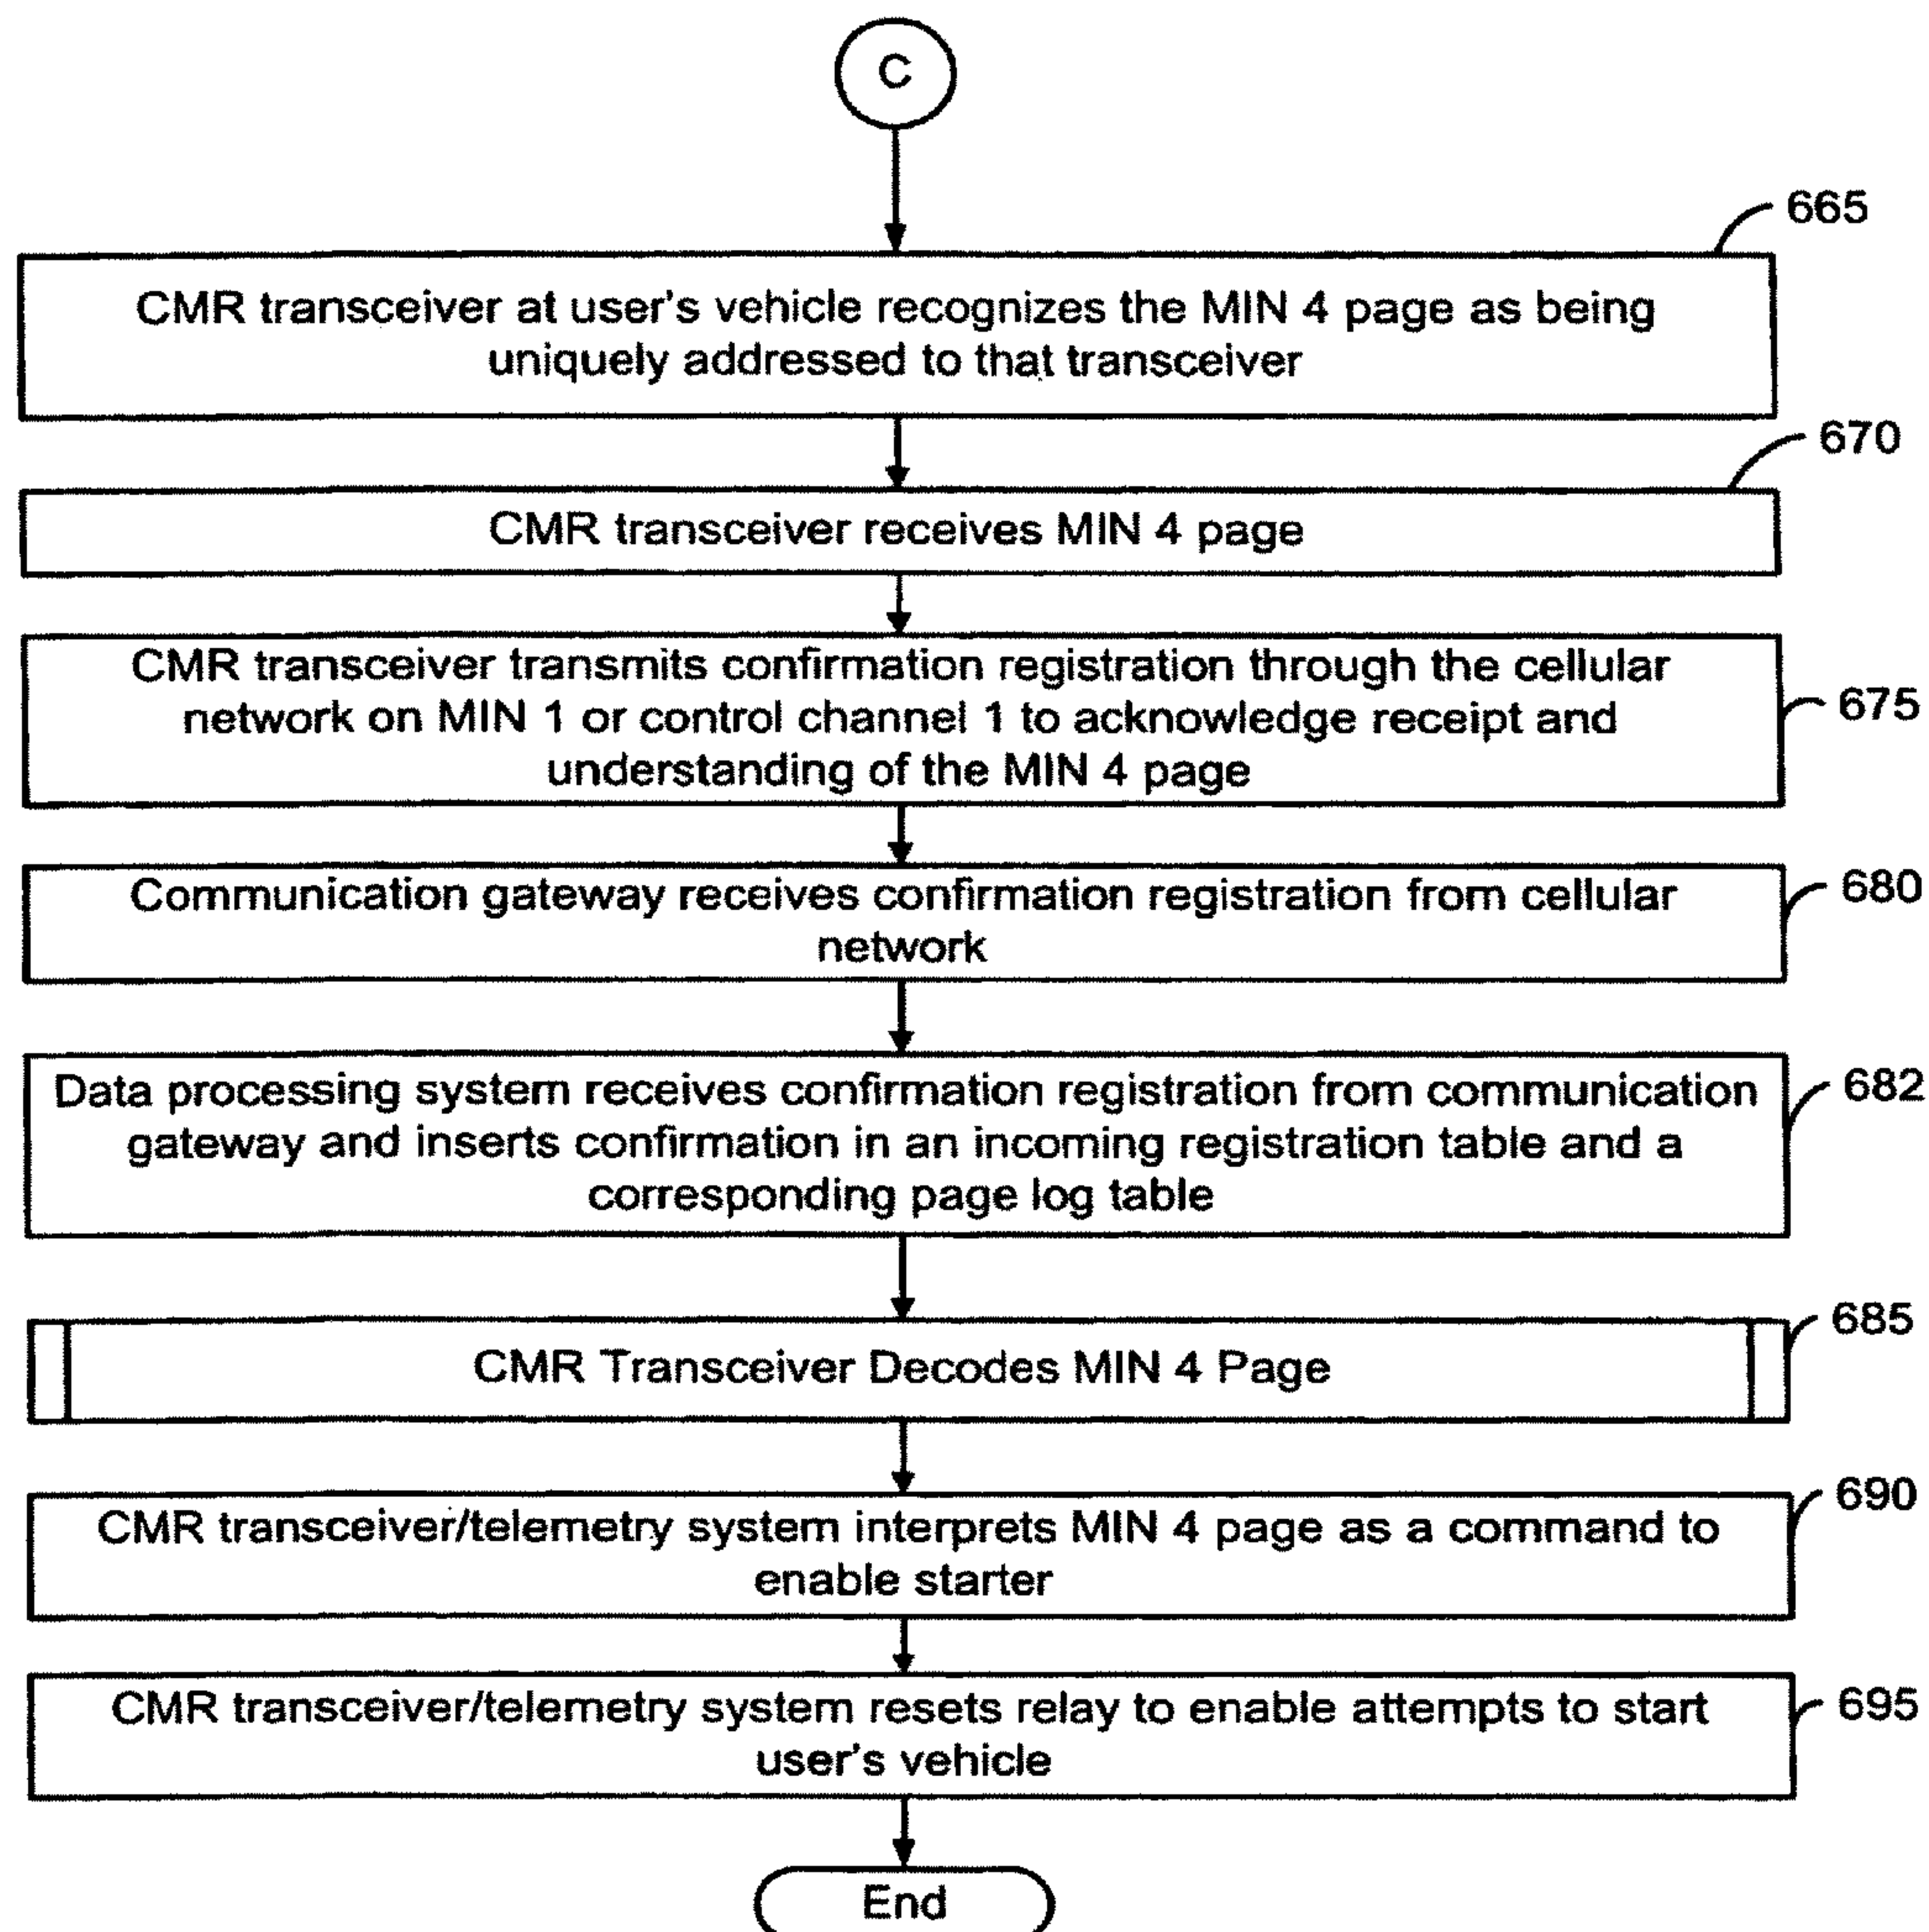 C
665
CMR transceiver at user's vehicle recognizes the MIN 4 page as being
uniquely addressed to that transceiver
670
CMR transceiver receives MIN 4 page
CMR transceiver transmits confirmation registration through the cellular
network on MIN 1 or control channel 1 to acknowledge receipt and
understanding of the MIN 4 page
675
Communication gateway receives confirmation registration from cellular
network
680
Data processing system receives confirmation registration from communication
gateway and inserts confirmation in an incoming registration table and a
corresponding page log table
682
CMR Transceiver Decodes MIN 4 Page
685
CMR transceiver/telemetry system interprets MIN 4 page as a command to
enable starter
690
CMR transceiver/telemetry system resets relay to enable attempts to start
user's vehicle
695
End